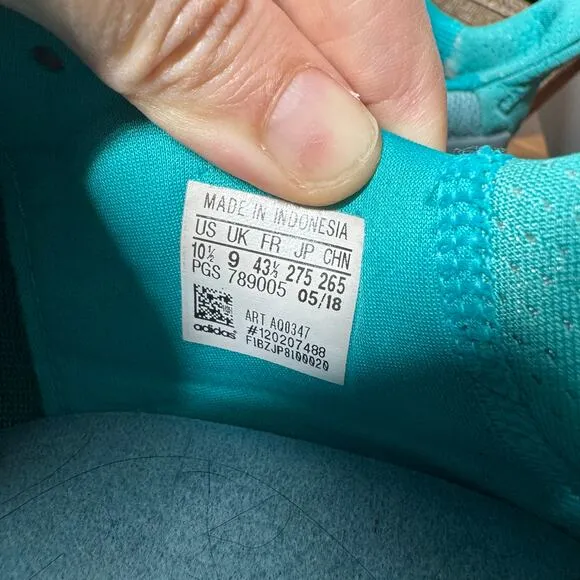 MADE IN INDONESIA
US UK FR JP CHN
10½ 9 43⅓ 275 265
PGS 789005 05/18
ART AQ0347
adidas #120207488
F1BZJP8100020